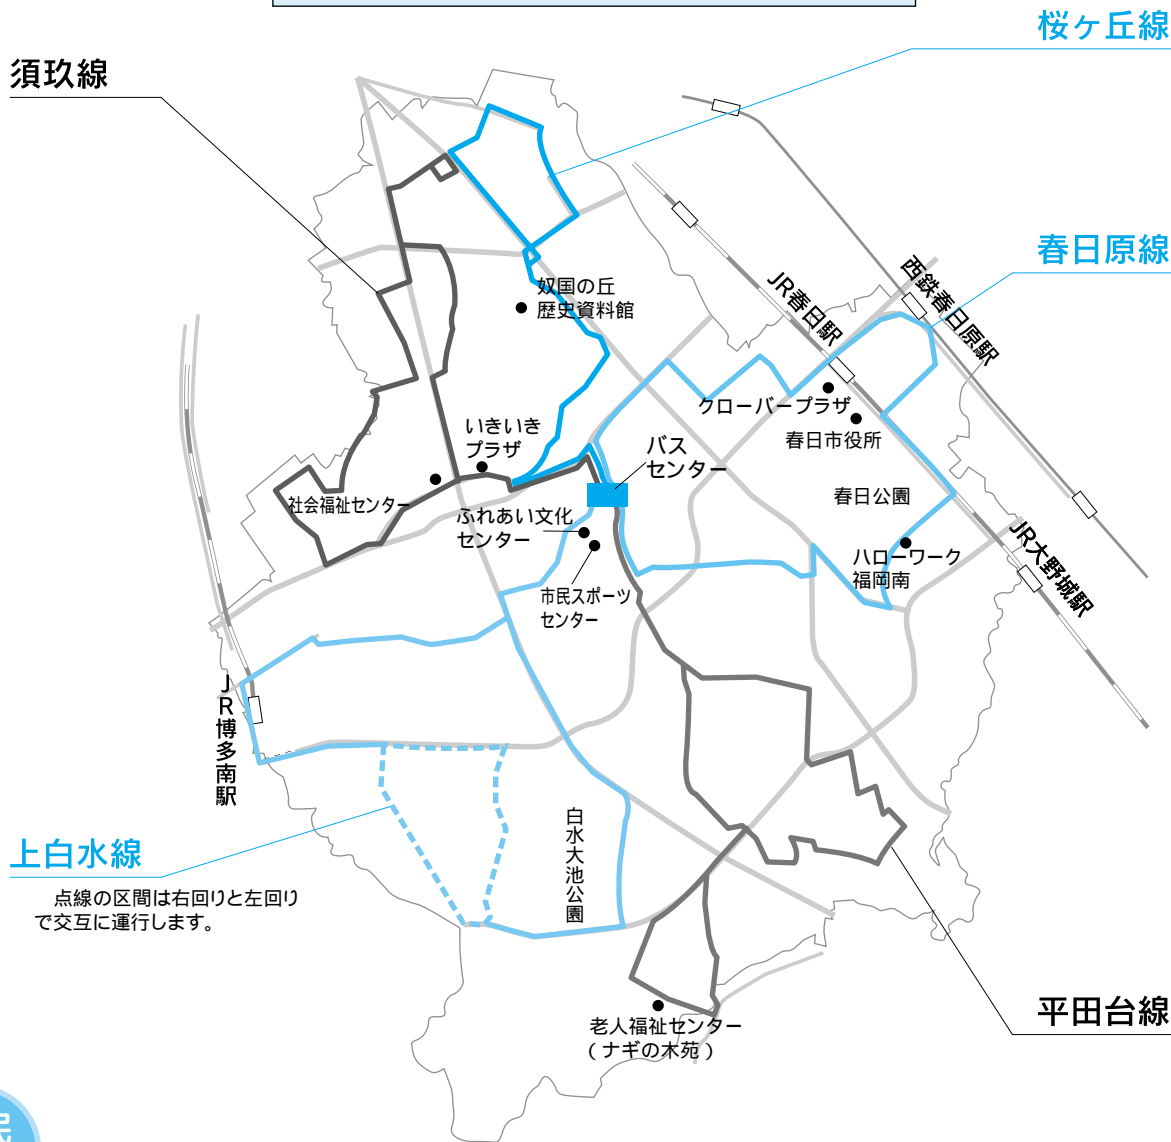 桜ヶ丘線
須玖線
春日原線
西鉄春日原駅
JR春日駅
奴国の丘
歴史資料館
クローバープラザ
春日市役所
いきいき
プラザ
バス
センター
社会福祉センター
春日公園
ふれあい文化
センター
JR大野城駅
ハローワーク
福岡南
市民スポーツ
センター
JR博多南駅
白水大池公園
上白水線
点線の区間は右回りと左回り
で交互に運行します。
平田台線
老人福祉センター
(ナギの木苑)